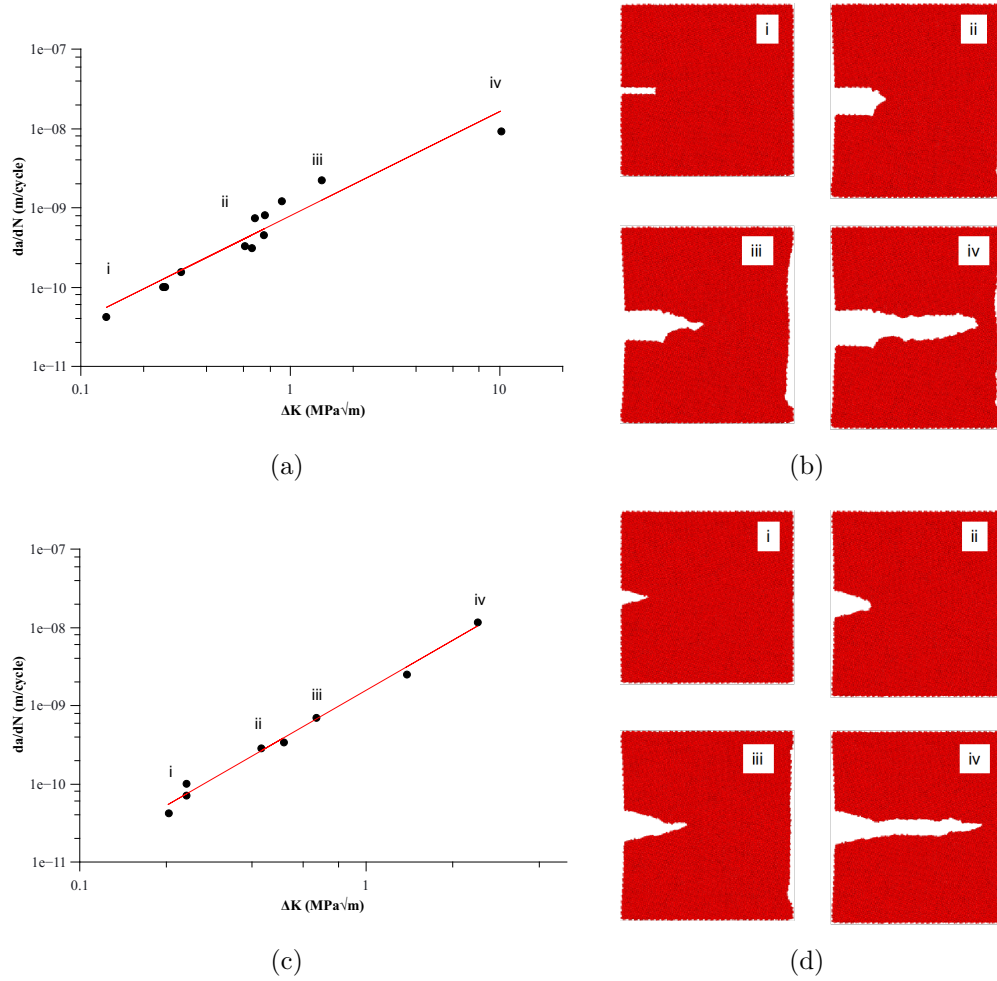 1e−07
1e−08
1e−09
1e−10
1e−11
da/dN (m/cycle)
i
ii
iii
iv
0.1
1
10
ΔK (MPa√m)
(a)
i
ii
iii
iv
(b)
1e−07
1e−08
1e−09
1e−10
1e−11
da/dN (m/cycle)
i
ii
iii
iv
0.1
1
ΔK (MPa√m)
(c)
i
ii
iii
iv
(d)